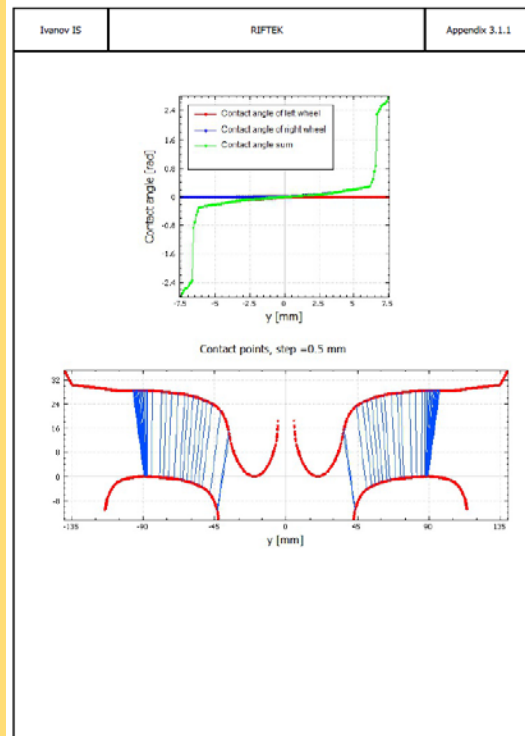 Ivanov IS RIFTEK Appendix 3.1.1
2.4
1.6
0.8
0
-0.8
-1.6
-2.4
Contact angle [rad]
Contact angle of left wheel
Contact angle of right wheel
Contact angle sum
-7.5 -5 -2.5 0 2.5 5 7.5
y [mm]
Contact points, step =0.5 mm
32
24
16
8
0
-8
-135 -90 -45 0 45 90 135
y [mm]